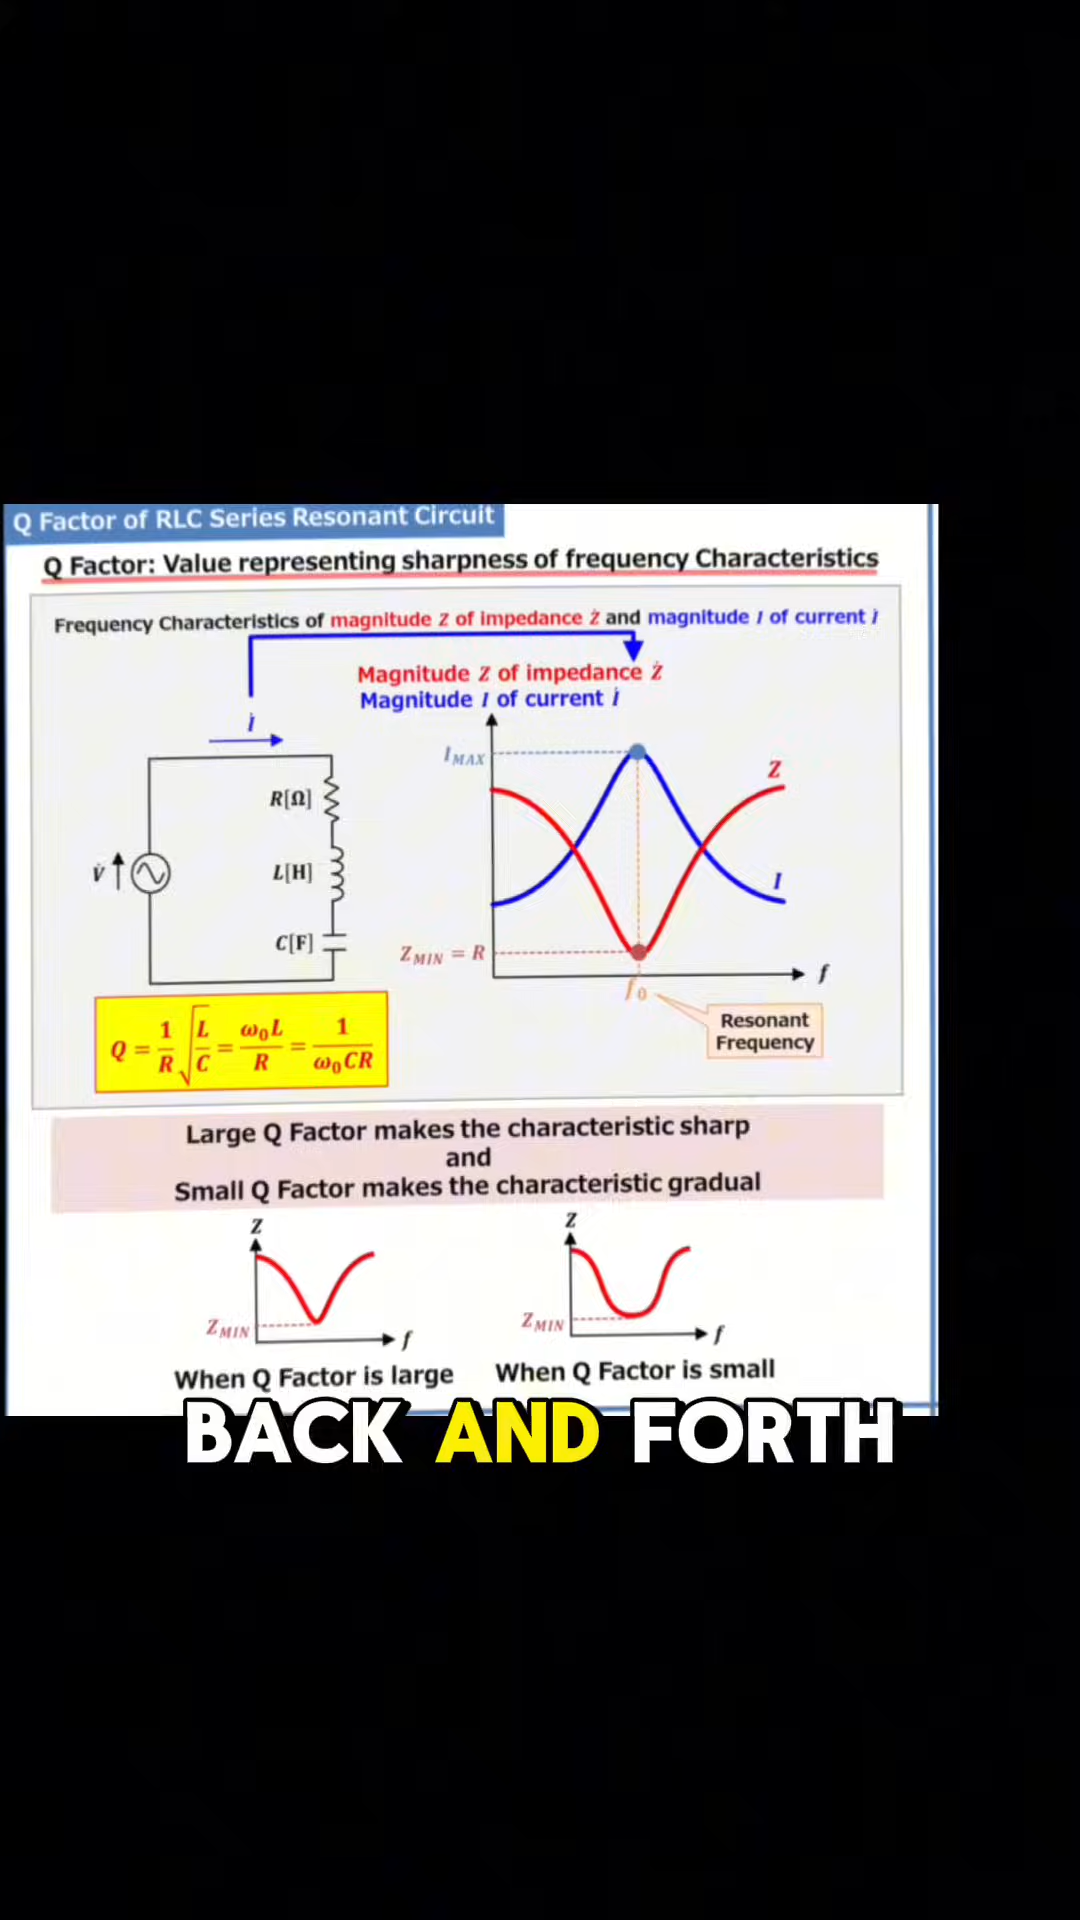 Q Factor of RLC Series Resonant Circuit
Q Factor: Value representing sharpness of frequency Characteristics
Frequency Characteristics of magnitude Z of impedance Ż and magnitude I of current İ
Magnitude Z of impedance Ż
Magnitude I of current İ
İ
I_MAX
Z
R[Ω]
V̇
L[H]
I
C[F]
Z_MIN = R
f
f₀
Resonant
Frequency
Q = 1/R √(L/C) = ω₀L/R = 1/ω₀CR
Large Q Factor makes the characteristic sharp
and
Small Q Factor makes the characteristic gradual
Z
Z
Z_MIN
Z_MIN
f
f
When Q Factor is large
When Q Factor is small
BACK AND FORTH